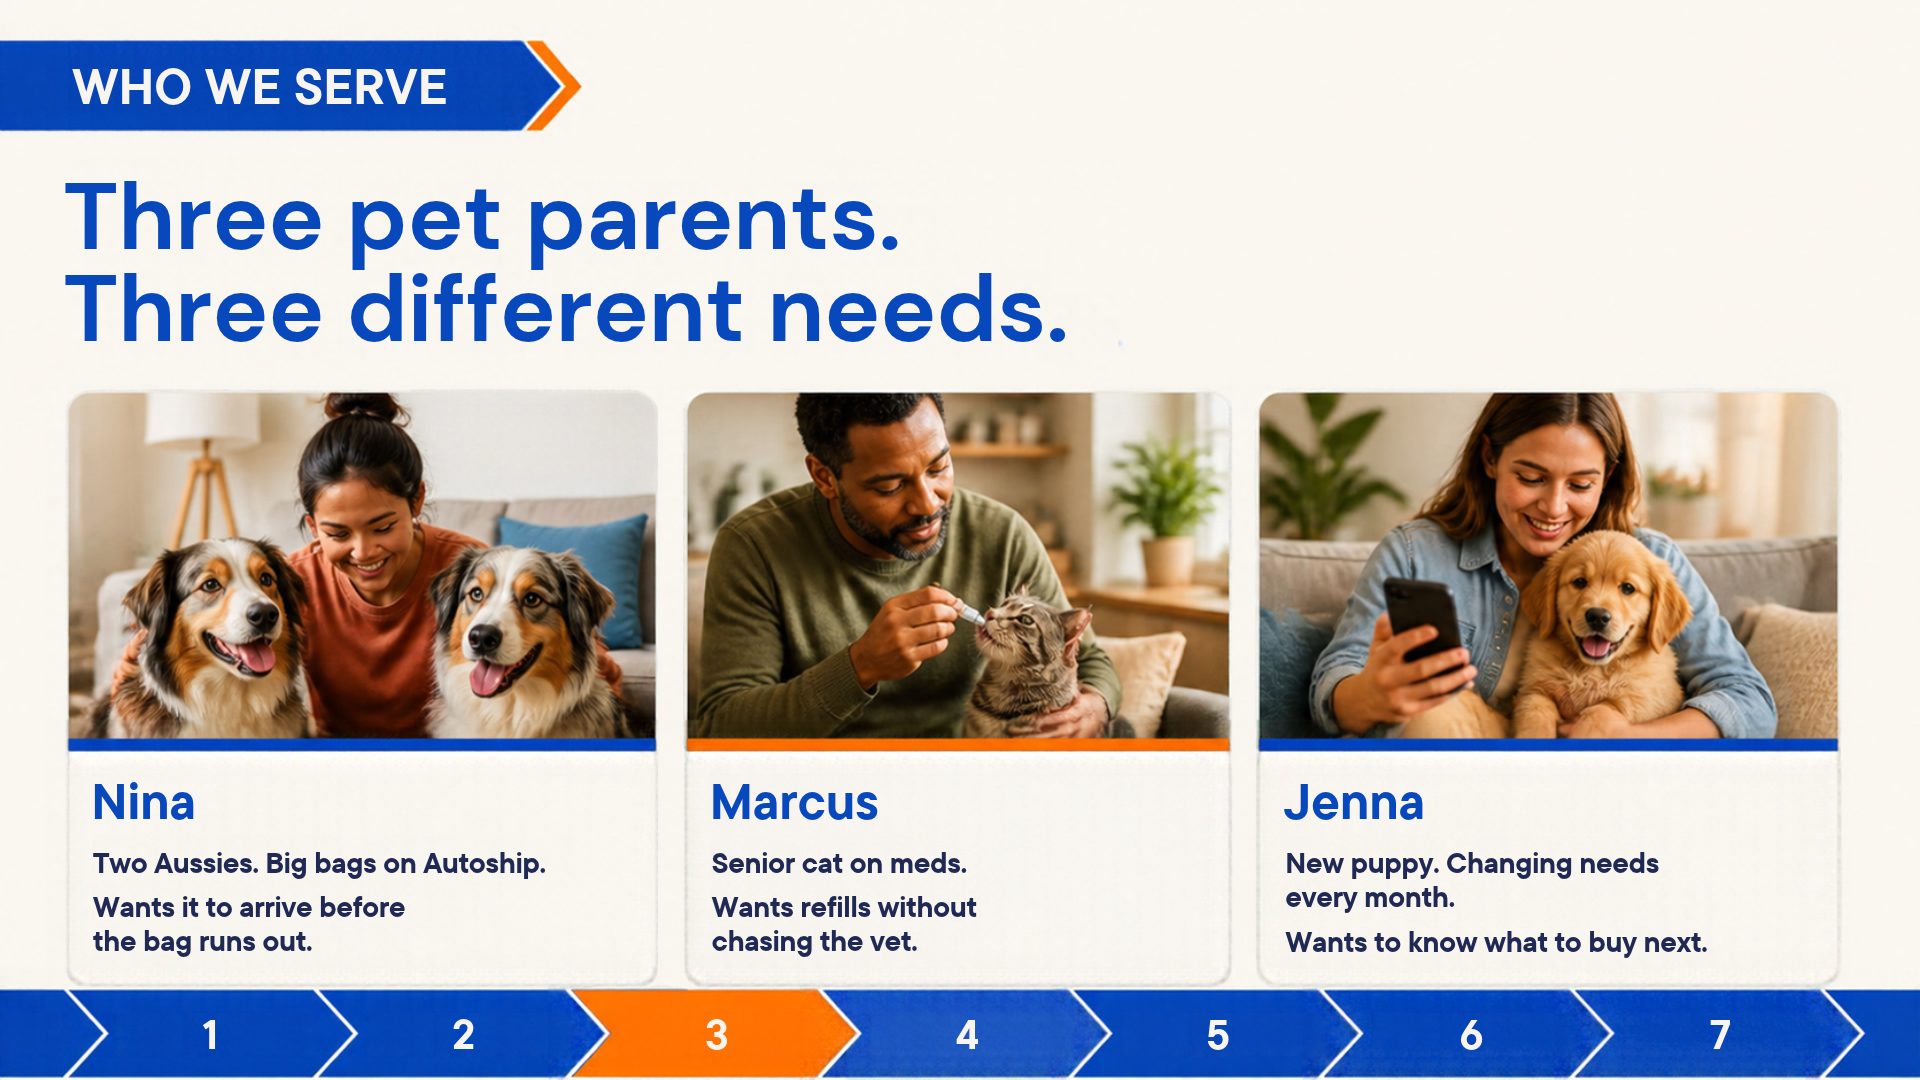 WHO WE SERVE
Three pet parents.
Three different needs.
Nina
Two Aussies. Big bags on Autoship.
Wants it to arrive before
the bag runs out.
Marcus
Senior cat on meds.
Wants refills without
chasing the vet.
Jenna
New puppy. Changing needs
every month.
Wants to know what to buy next.
1
2
3
4
5
6
7